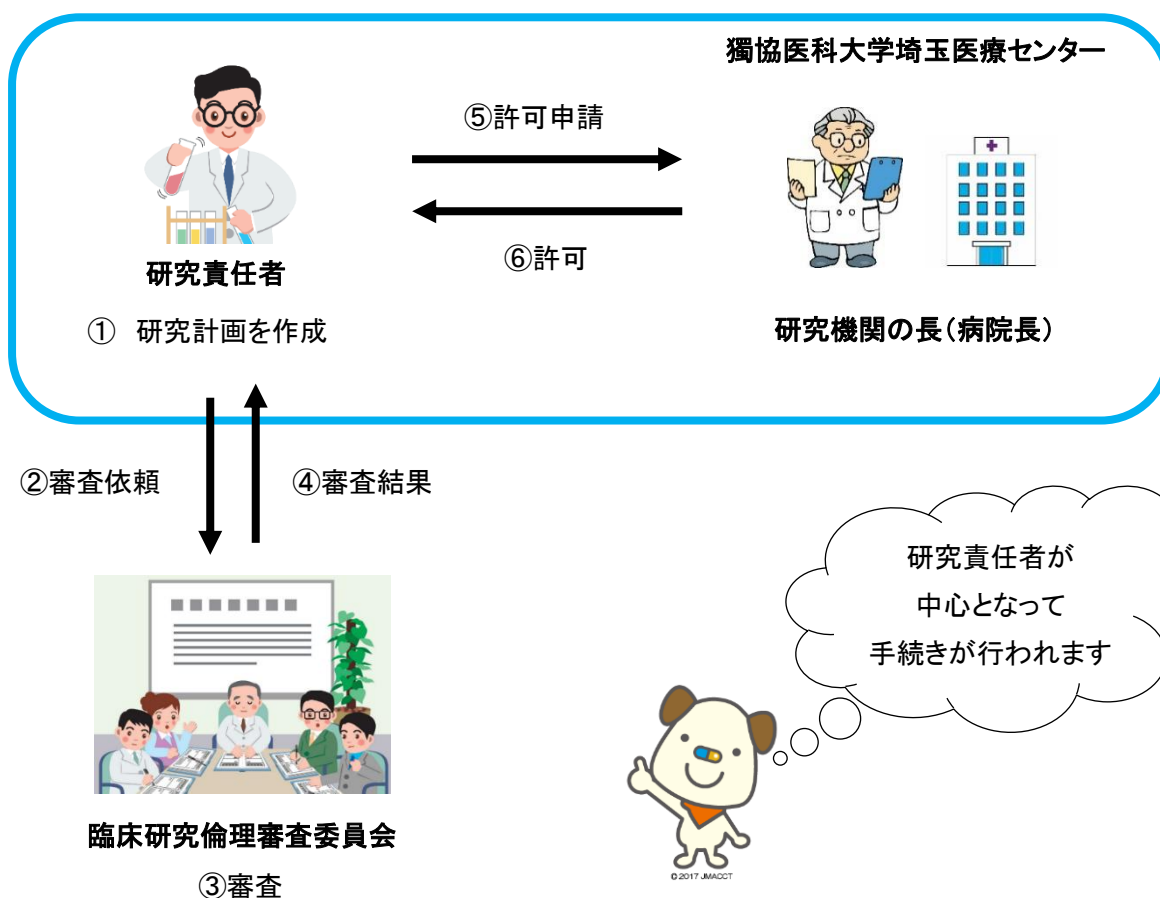 獨協医科大学埼玉医療センター
⑤許可申請
⑥許可
研究責任者
① 研究計画を作成
研究機関の長(病院長)
②審査依頼
④審査結果
研究責任者が
中心となって
手続きが行われます
臨床研究倫理審査委員会
③審査
© 2017 JMACCT